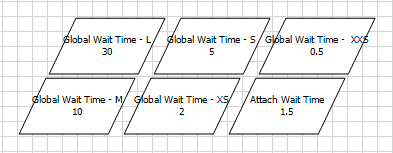 Global Wait Time - L
30
Global Wait Time - S
5
Global Wait Time - XXS
0.5
Global Wait Time - M
10
Global Wait Time - XS
2
Attach Wait Time
1.5